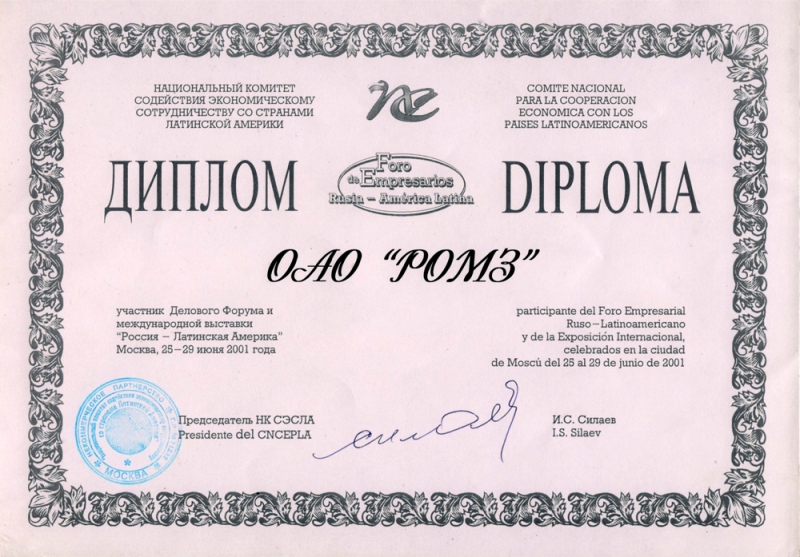 НАЦИОНАЛЬНЫЙ КОМИТЕТ
СОДЕЙСТВИЯ ЭКОНОМИЧЕСКОМУ
СОТРУДНИЧЕСТВУ СО СТРАНАМИ
ЛАТИНСКОЙ АМЕРИКИ
COMITE NACIONAL
PARA LA COOPERACION
ECONOMICA CON LOS
PAISES LATINOAMERICANOS
ДИПЛОМ
Foro
de Empresarios
Rusia – América Latina
DIPLOMA
ОАО “РОМЗ”
участник Делового Форума и
международной выставки
“Россия – Латинская Америка”
Москва, 25–29 июня 2001 года
participante del Foro Empresarial
Ruso–Latinoamericano
y de la Exposición Internacional,
celebrados en la ciudad
de Moscú del 25 al 29 de junio de 2001
НЕКОММЕРЧЕСКОЕ ПАРТНЕРСТВО
МОСКВА
Председатель НК СЭСЛА
Presidente del CNCEPLA
И.С. Силаев
I.S. Silaev